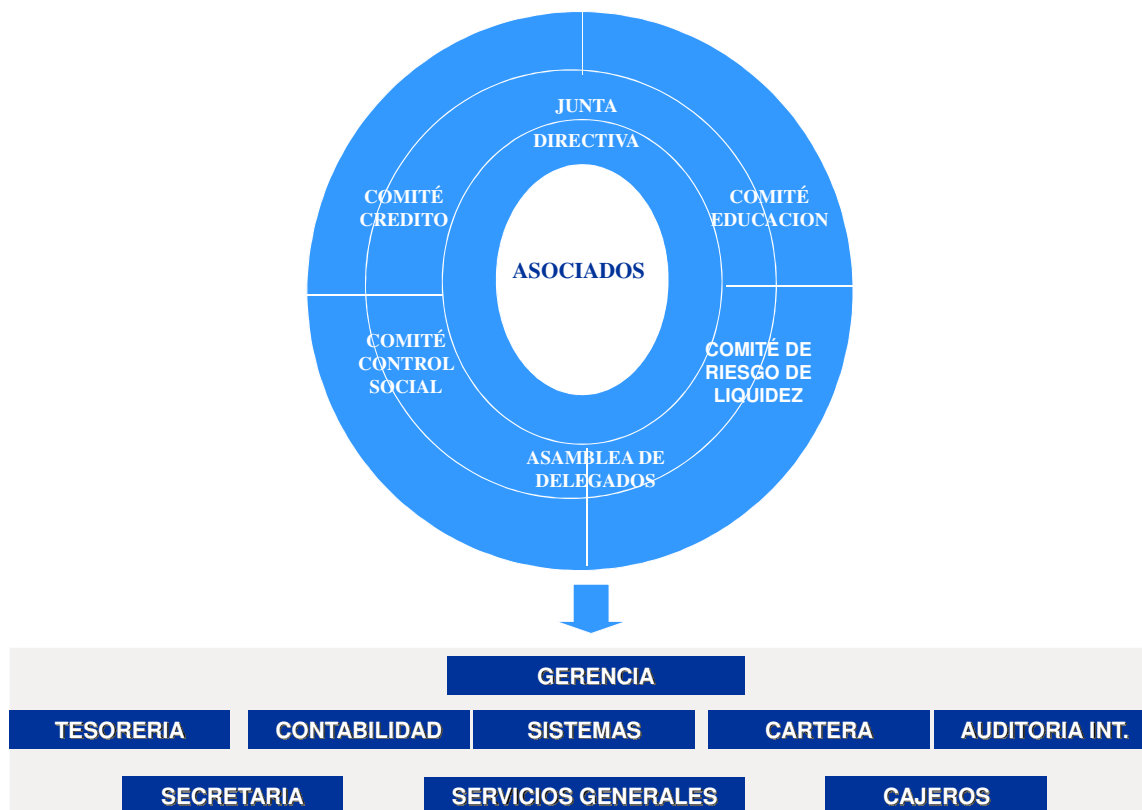 JUNTA
DIRECTIVA
COMITÉ
CREDITO
COMITÉ
EDUCACION
ASOCIADOS
COMITÉ
CONTROL
SOCIAL
COMITÉ DE
RIESGO DE
LIQUIDEZ
ASAMBLEA DE
DELEGADOS
GERENCIA
TESORERIA
CONTABILIDAD
SISTEMAS
CARTERA
AUDITORIA INT.
SECRETARIA
SERVICIOS GENERALES
CAJEROS